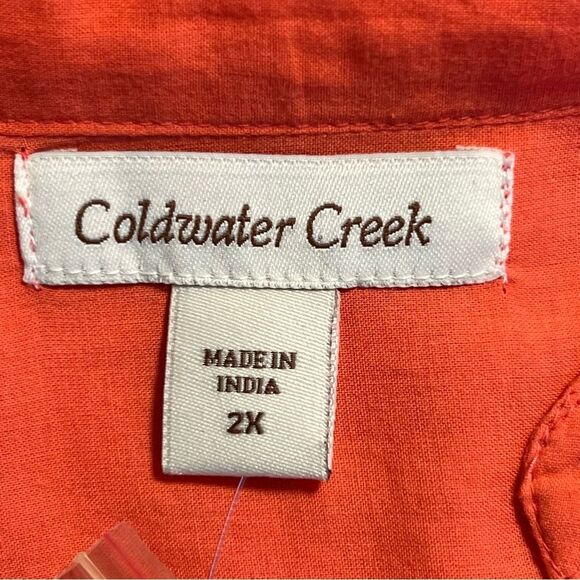 Coldwater Creek
MADE IN
INDIA
2X